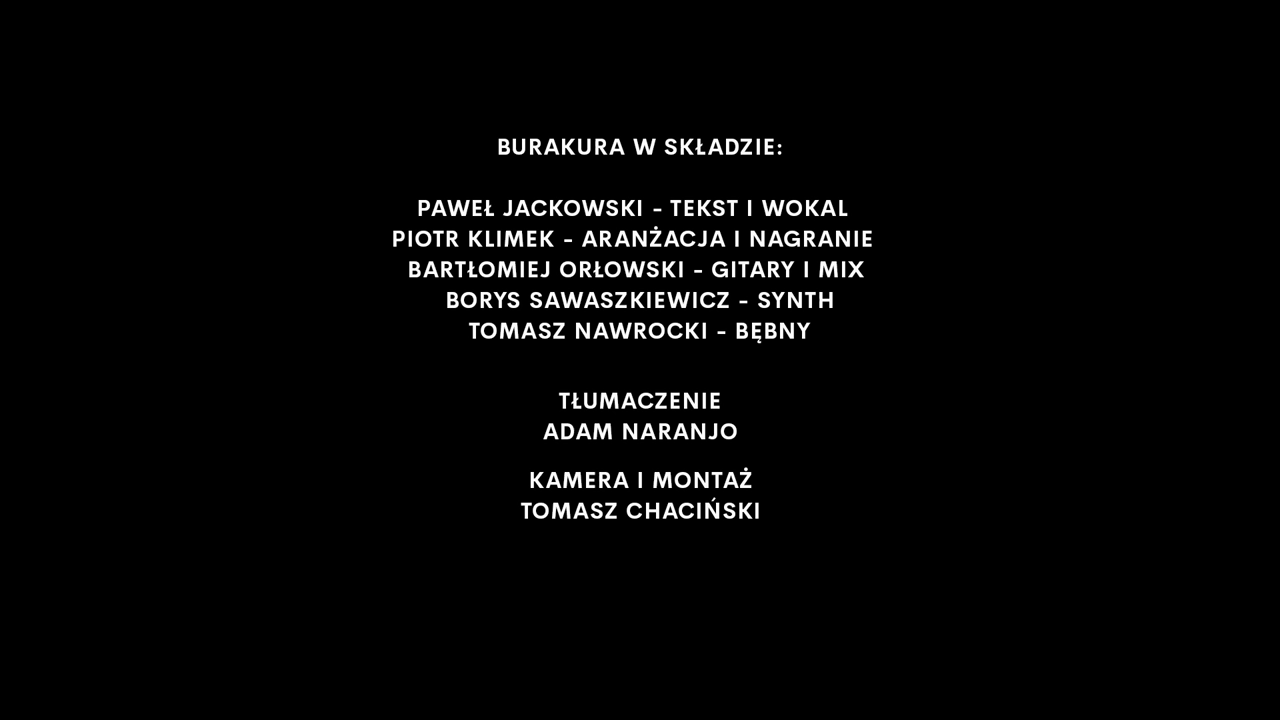 BURAKURA W SKŁADZIE:
PAWEŁ JACKOWSKI - TEKST I WOKAL
PIOTR KLIMEK - ARANŻACJA I NAGRANIE
BARTŁOMIEJ ORŁOWSKI - GITARY I MIX
BORYS SAWASZKIEWICZ - SYNTH
TOMASZ NAWROCKI - BĘBNY
TŁUMACZENIE
ADAM NARANJO
KAMERA I MONTAŻ
TOMASZ CHACIŃSKI